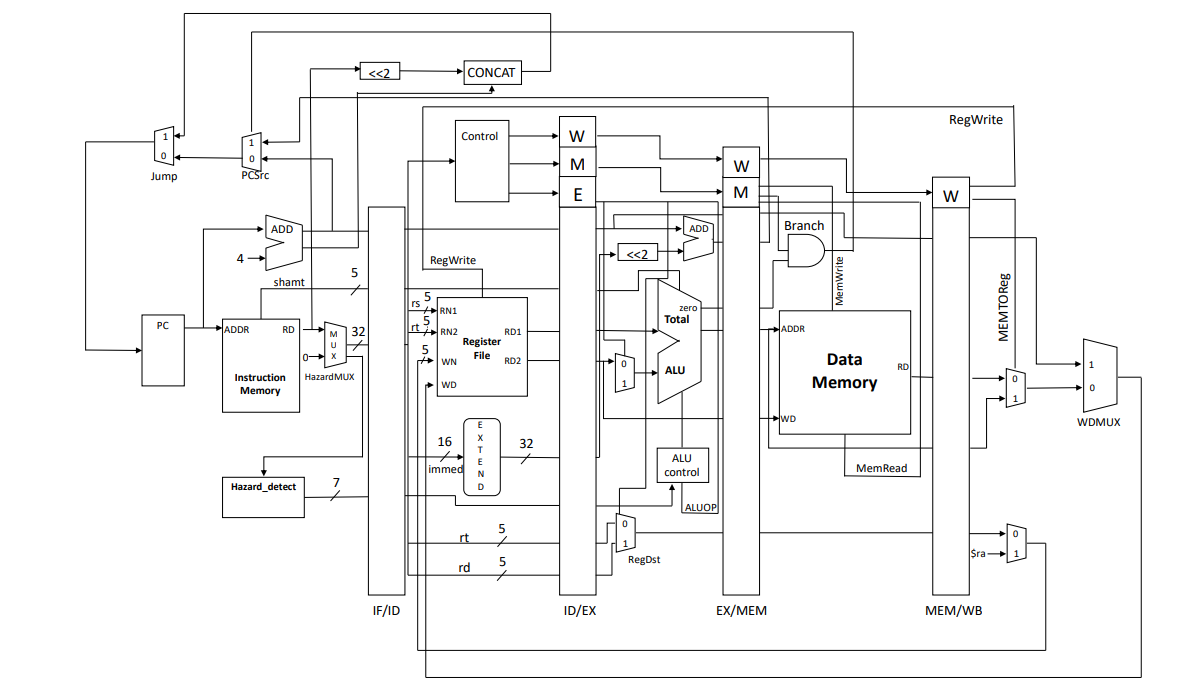 <<2
CONCAT
RegWrite
1
0
Jump
1
0
PCSrc
Control
W
M
E
W
M
W
ADD
4
shamt
5
RegWrite
ADD
<<2
Branch
MemWrite
MEMTOReg
PC
ADDR
RD
Instruction
Memory
0
M
U
X
HazardMUX
32
rs
5
rt
5
5
RN1
RN2
WN
WD
Register
File
RD1
RD2
0
1
zero
Total
ALU
ADDR
Data
Memory
RD
WD
MemRead
0
1
1
0
WDMUX
16
immed
E
X
T
E
N
D
32
ALU
control
ALUOP
Hazard_detect
7
rt
5
rd
5
0
1
RegDst
$ra
0
1
IF/ID
ID/EX
EX/MEM
MEM/WB